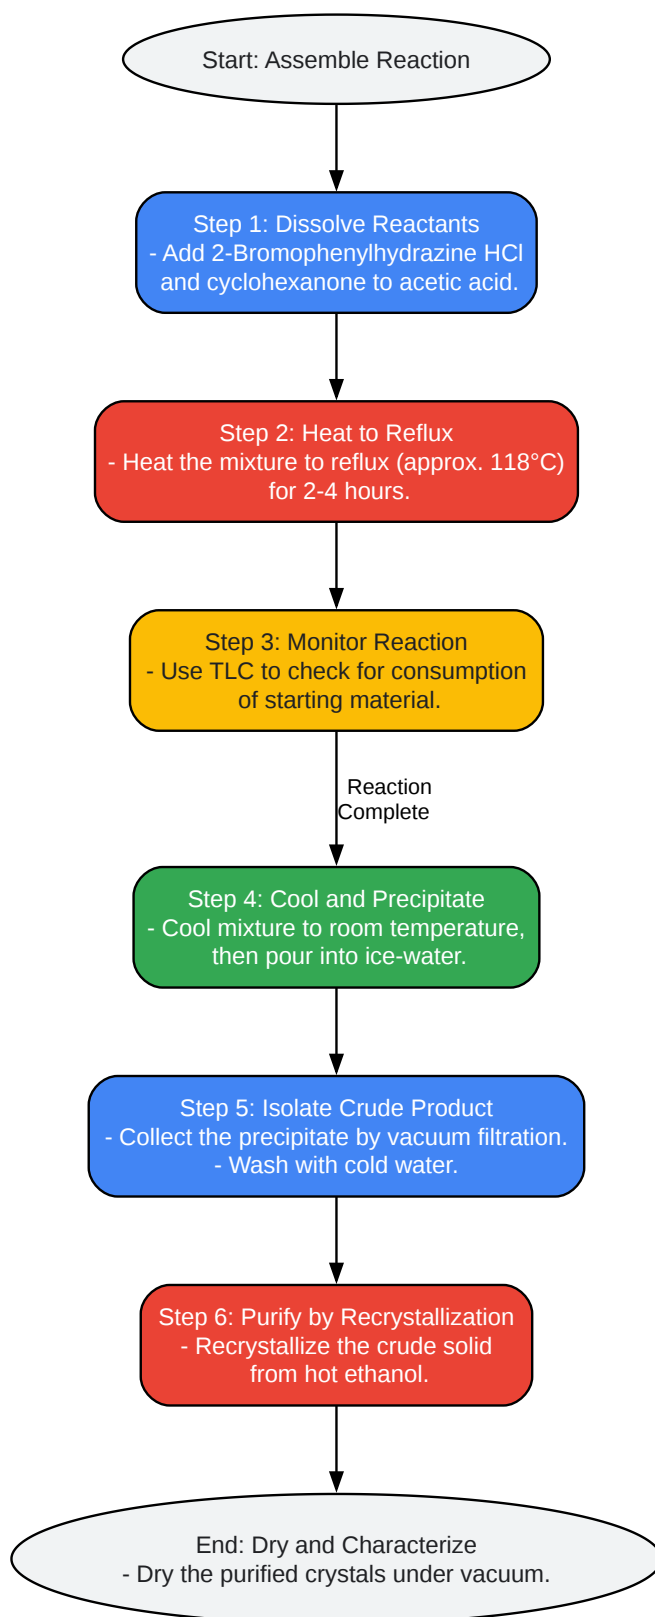 Start: Assemble Reaction
Step 1: Dissolve Reactants
- Add 2-Bromophenylhydrazine HCl
and cyclohexanone to acetic acid.
Step 2: Heat to Reflux
- Heat the mixture to reflux (approx. 118°C)
for 2-4 hours.
Step 3: Monitor Reaction
- Use TLC to check for consumption
of starting material.
Reaction
Complete
Step 4: Cool and Precipitate
- Cool mixture to room temperature,
then pour into ice-water.
Step 5: Isolate Crude Product
- Collect the precipitate by vacuum filtration.
- Wash with cold water.
Step 6: Purify by Recrystallization
- Recrystallize the crude solid
from hot ethanol.
End: Dry and Characterize
- Dry the purified crystals under vacuum.